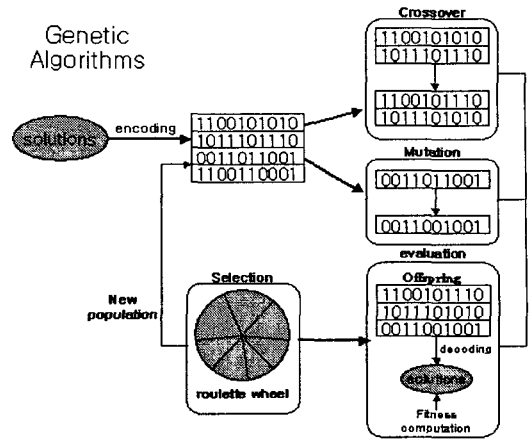 Genetic
Algorithms
solutions
encoding
1100101010
1011101110
0011011001
1100110001
Crossover
1100101010
1011101110
1100101110
1011101010
Mutation
0011011001
0011001001
evaluation
Offspring
1100101110
1011101010
0011001001
decoding
solutions
Fitness
computation
Selection
roulette wheel
New
population